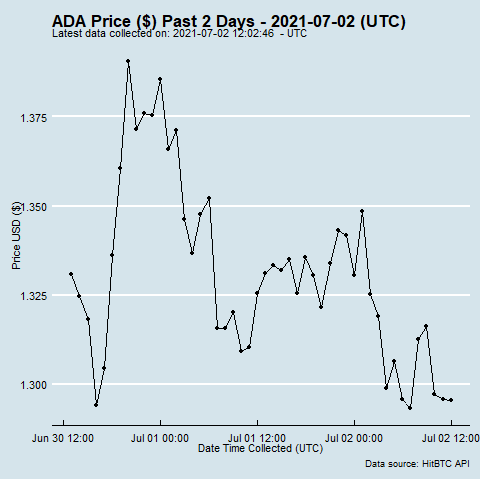 ADA Price ($) Past 2 Days - 2021-07-02 (UTC)
Latest data collected on: 2021-07-02 12:02:46  - UTC
1.375
1.350
1.325
1.300
Price USD ($)
Jun 30 12:00
Jul 01 00:00
Jul 01 12:00
Jul 02 00:00
Jul 02 12:00
Date Time Collected (UTC)
Data source: HitBTC API